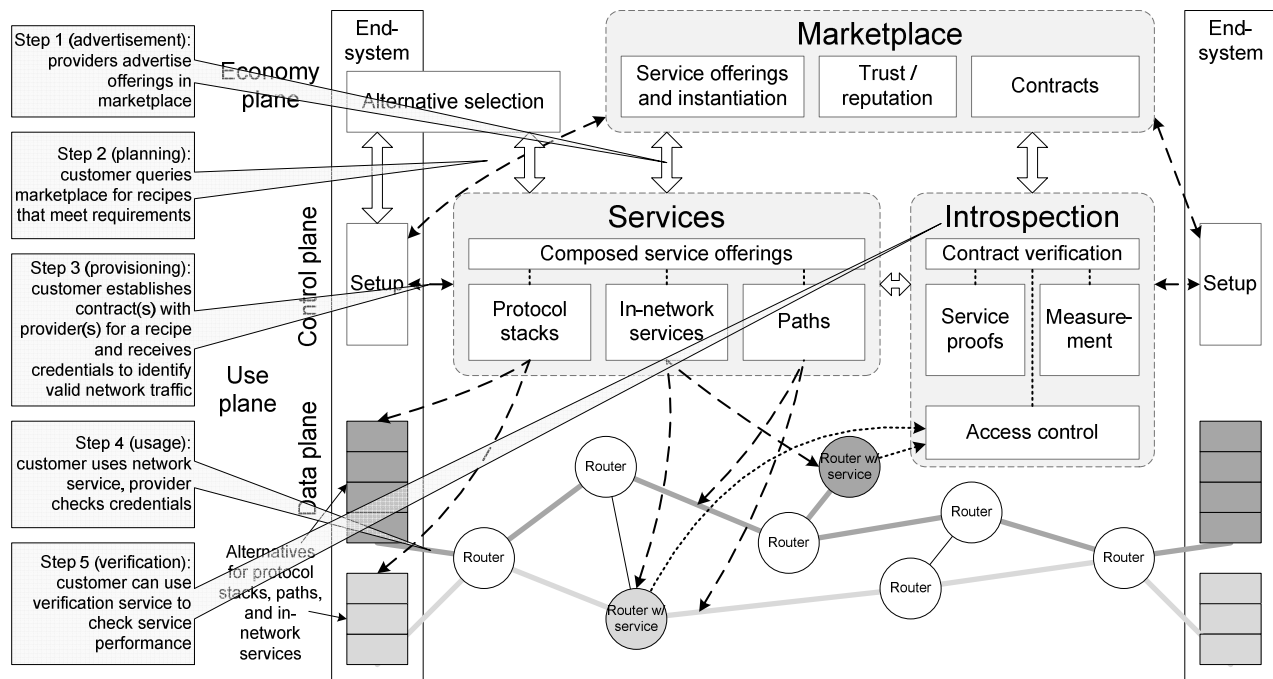 Step 1 (advertisement):
providers advertise
offerings in
marketplace
Step 2 (planning):
customer queries
marketplace for recipes
that meet requirements
Step 3 (provisioning):
customer establishes
contract(s) with
provider(s) for a recipe
and receives
credentials to identify
valid network traffic
Step 4 (usage):
customer uses network
service, provider
checks credentials
Step 5 (verification):
customer can use
verification service to
check service
performance
Economy
plane
Use
plane
Control plane
Data plane
End-
system
Alternative selection
Setup
Alternatives
for protocol
stacks, paths,
and in-
network
services
Marketplace
Service offerings
and instantiation
Trust /
reputation
Contracts
Services
Composed service offerings
Protocol
stacks
In-network
services
Paths
Introspection
Contract verification
Service
proofs
Measure-
ment
Access control
Router
Router
Router w/
service
Router
Router w/
service
Router
Router
Router
End-
system
Setup